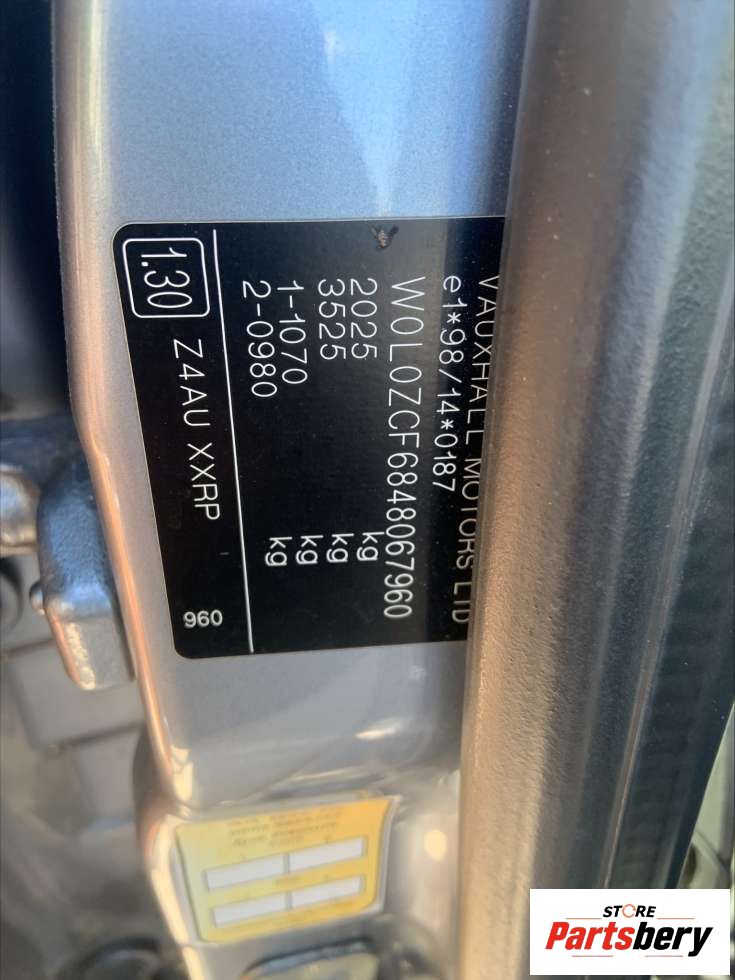 VAUXHALL MOTORS LTD
e1*98/14*0187
W0L0ZCF6848067960
2025 kg
3525 kg
1-1070 kg
2-0980 kg
1.30 Z4AU XXRP 960
STORE
Partsbery